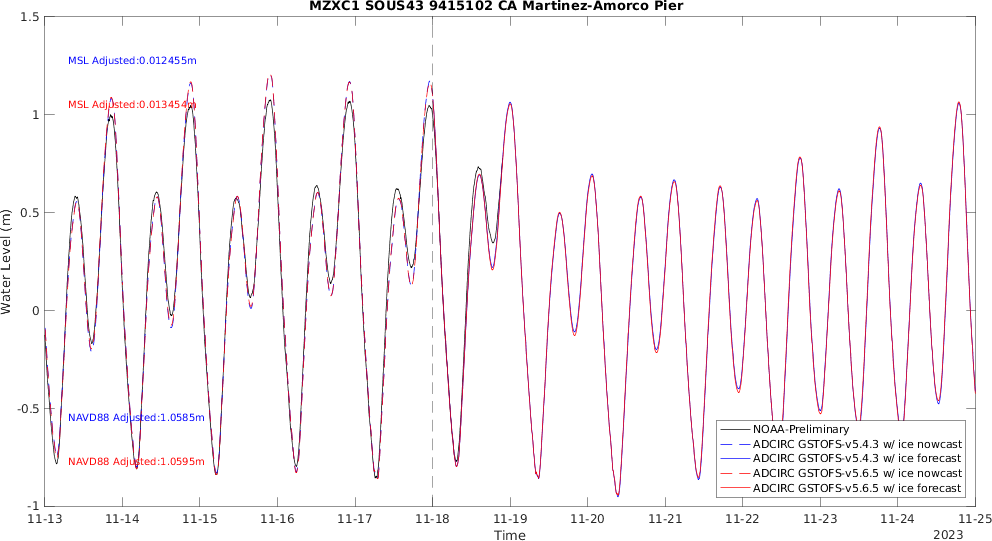 MZXC1 SOUS43 9415102 CA Martinez-Amorco Pier
1.5
1
0.5
0
-0.5
-1
Water Level (m)
MSL Adjusted:0.012455m
MSL Adjusted:0.013454m
NAVD88 Adjusted:1.0585m
NAVD88 Adjusted:1.0595m
NOAA-Preliminary
ADCIRC GSTOFS-v5.4.3 w/ ice nowcast
ADCIRC GSTOFS-v5.4.3 w/ ice forecast
ADCIRC GSTOFS-v5.6.5 w/ ice nowcast
ADCIRC GSTOFS-v5.6.5 w/ ice forecast
11-13 11-14 11-15 11-16 11-17 11-18 11-19 11-20 11-21 11-22 11-23 11-24 11-25
Time
2023